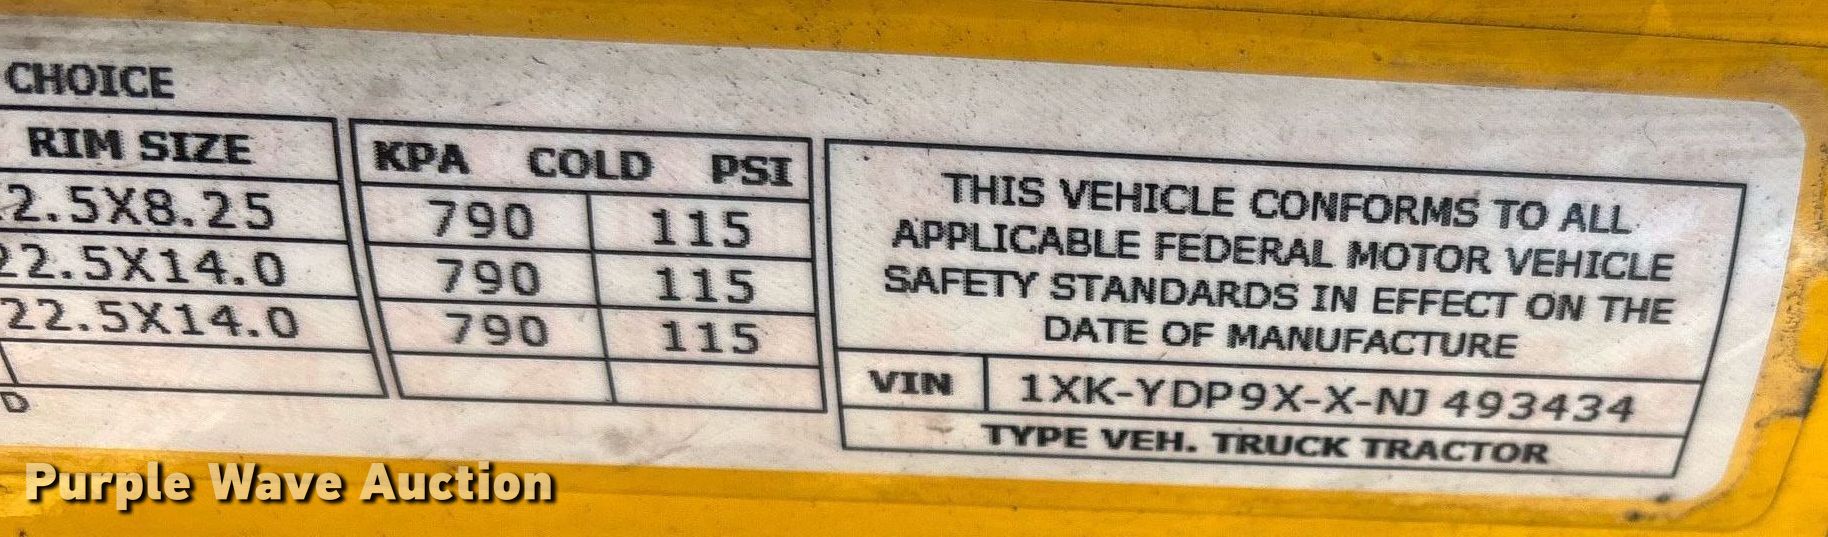 CHOICE
RIM SIZE
22.5X8.25
22.5X14.0
22.5X14.0
D
KPA COLD PSI
790 115
790 115
790 115
THIS VEHICLE CONFORMS TO ALL
APPLICABLE FEDERAL MOTOR VEHICLE
SAFETY STANDARDS IN EFFECT ON THE
DATE OF MANUFACTURE
VIN 1XK-YDP9X-X-NJ 493434
TYPE VEH. TRUCK TRACTOR
Purple Wave Auction